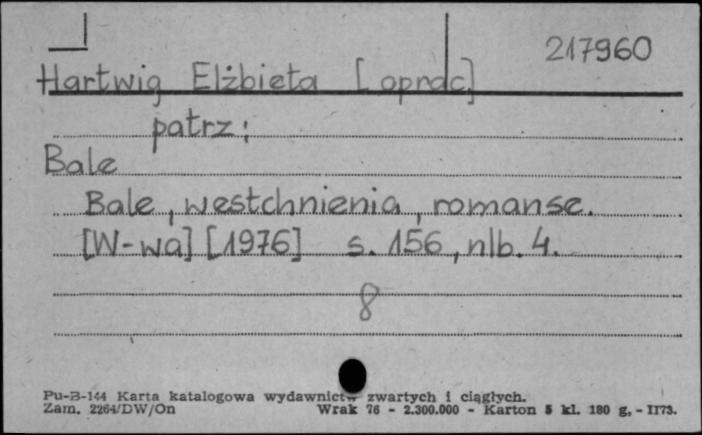 217960
Hartwig Elżbieta [oprac]
patrz:
Bale
Bale, westchnienia, romanse.
[W-wa] [1976] s. 156, nlb. 4.
8
Pu-B-144 Karta katalogowa wydawnictw zwartych i ciągłych.
Zam. 2264/DW/On Wrak 76 - 2.300.000 - Karton 5 kl. 180 g, - II73.